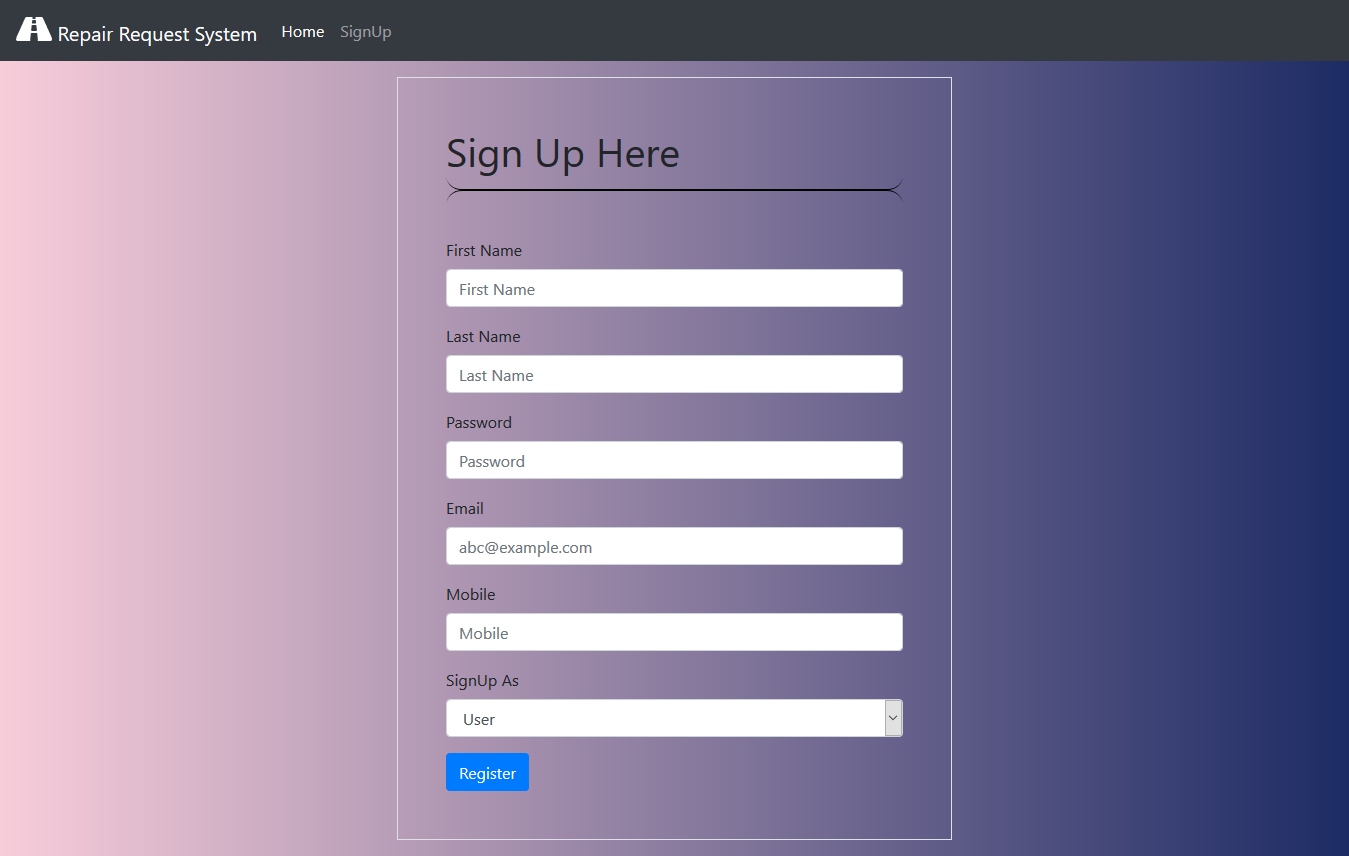 Repair Request System Home SignUp
Sign Up Here
First Name
First Name
Last Name
Last Name
Password
Password
Email
abc@example.com
Mobile
Mobile
SignUp As
User
Register